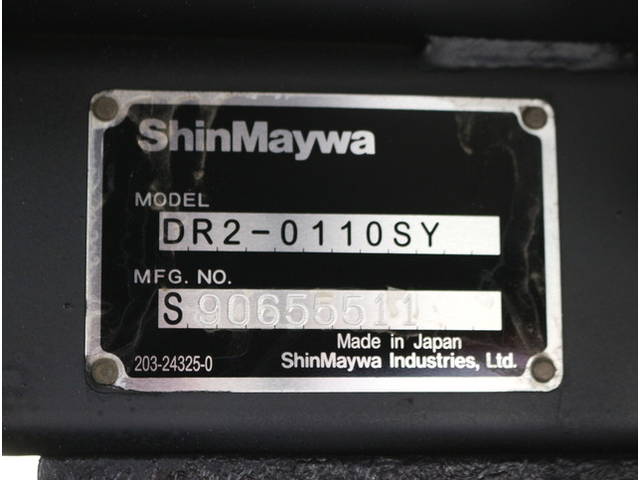 ShinMaywa
MODEL
DR2-0110SY
MFG. NO.
S 90655511
Made in Japan
203-24325-0 ShinMaywa Industries, Ltd.